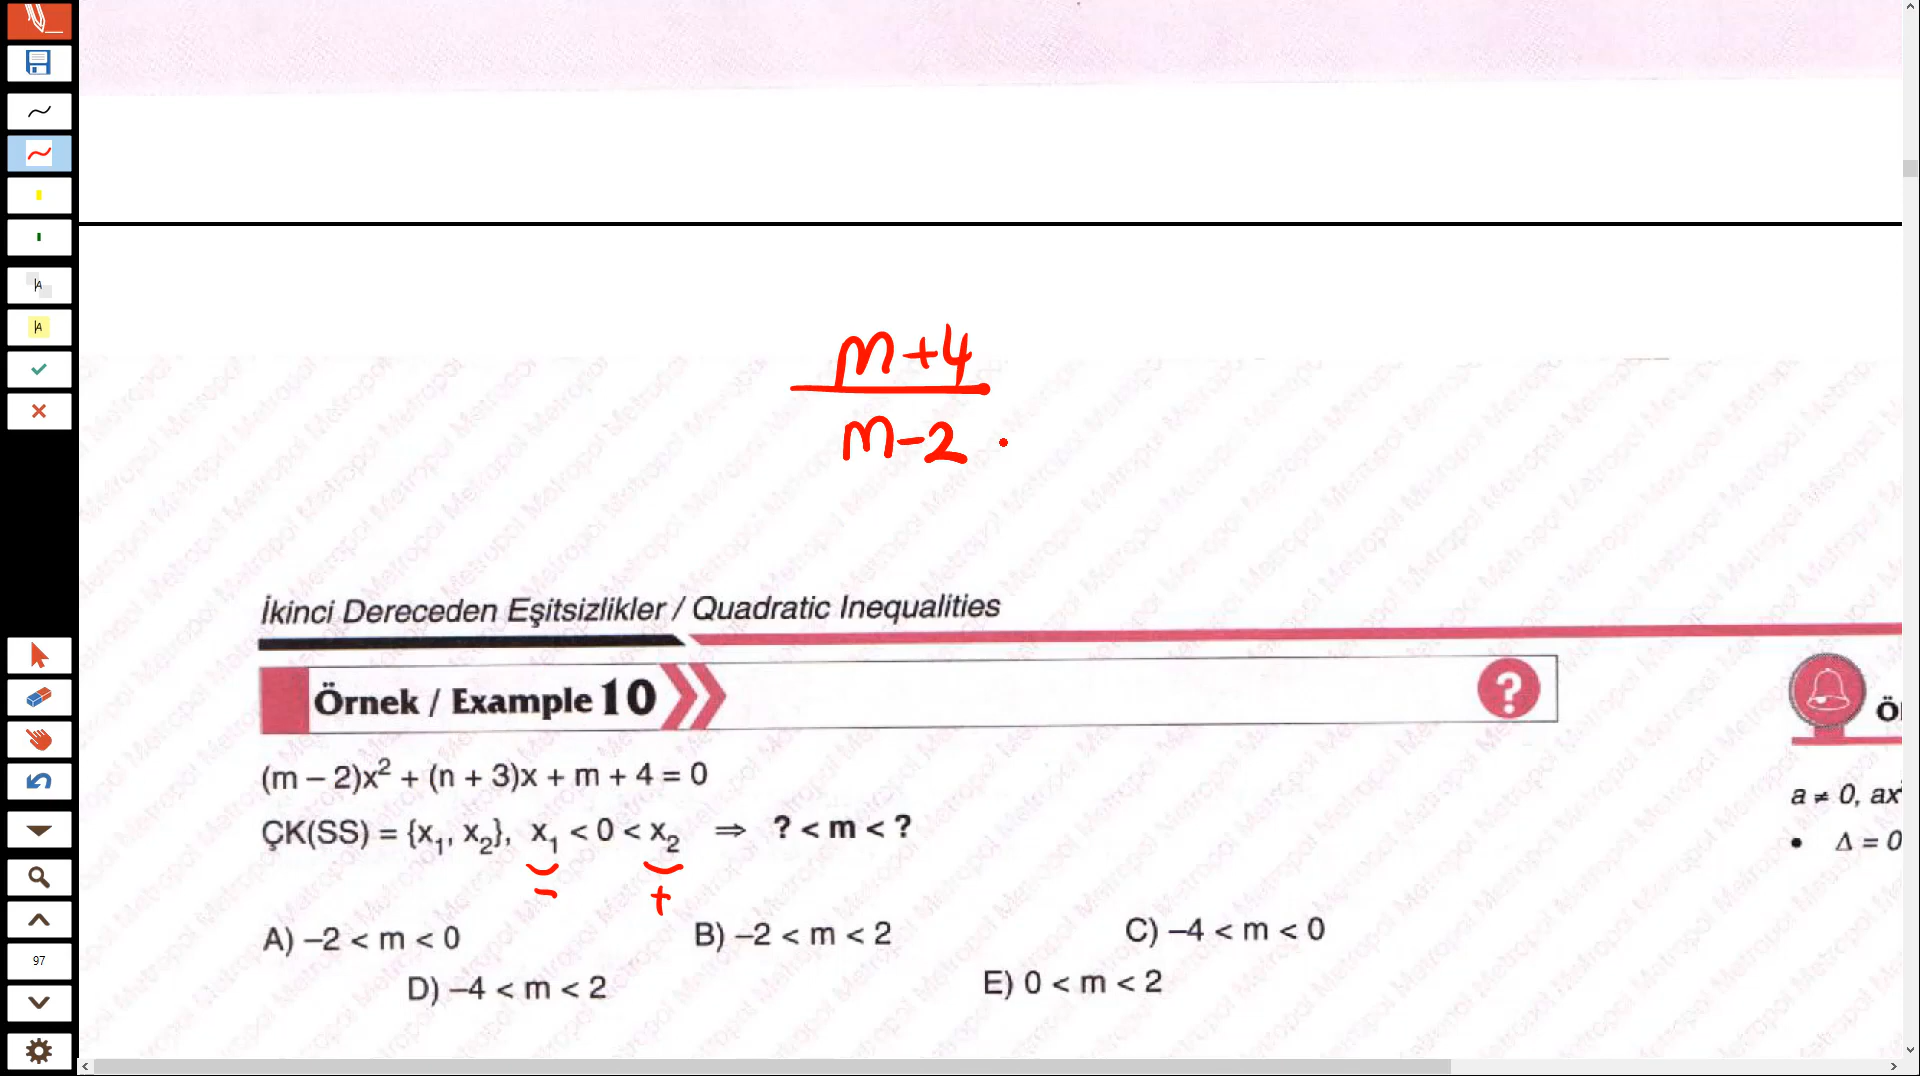 m+4
m-2
İkinci Dereceden Eşitsizlikler / Quadratic Inequalities
Örnek / Example 10
?
(m – 2)x² + (n + 3)x + m + 4 = 0
ÇK(SS) = {x₁, x₂}, x₁ < 0 < x₂ ⇒ ? < m < ?
- +
A) –2 < m < 0 B) –2 < m < 2 C) –4 < m < 0
D) –4 < m < 2 E) 0 < m < 2
a ≠ 0, ax
• Δ = 0
97